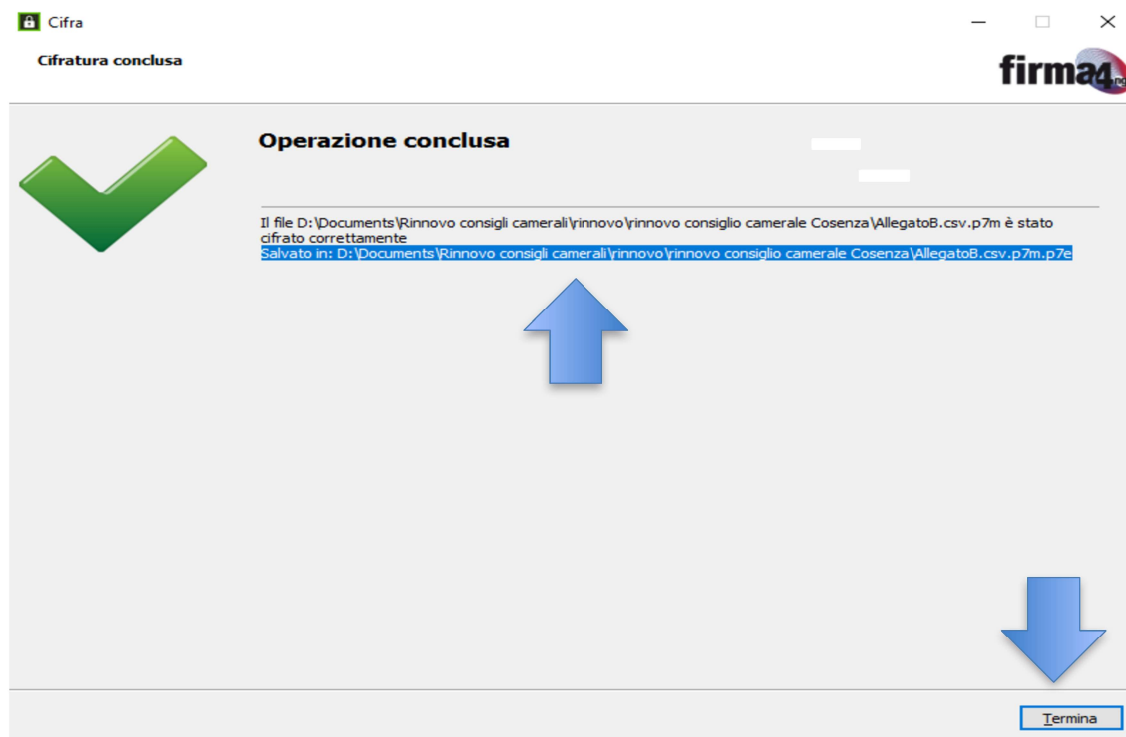 Cifra
Cifratura conclusa
firma4ng
Operazione conclusa
Il file D:\Documents\Rinnovo consigli camerali\rinnovo\rinnovo consiglio camerale Cosenza\AllegatoB.csv.p7m è stato
cifrato correttamente
Salvato in: D:\Documents\Rinnovo consigli camerali\rinnovo\rinnovo consiglio camerale Cosenza\AllegatoB.csv.p7m.p7e
Termina